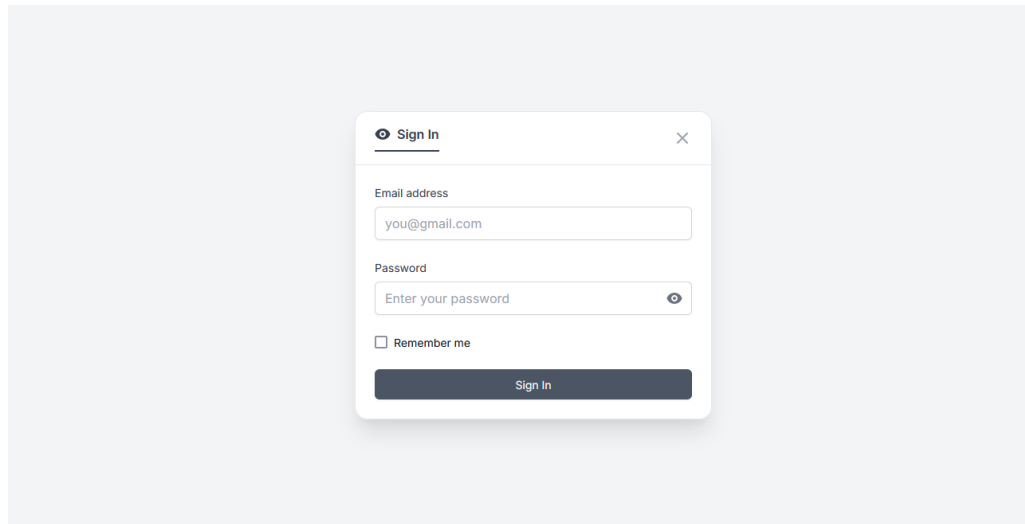 Sign In
Email address
you@gmail.com
Password
Enter your password
Remember me
Sign In